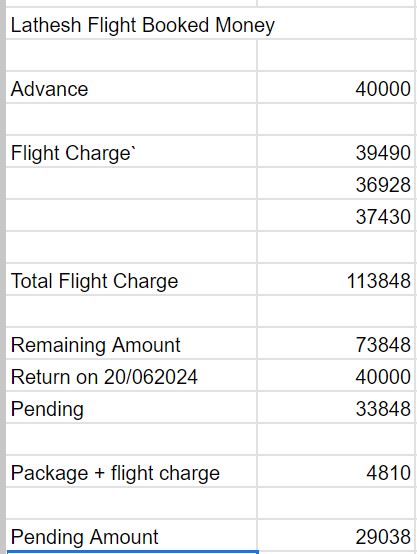 Lathesh Flight Booked Money
Advance 40000
Flight Charge` 39490
36928
37430
Total Flight Charge 113848
Remaining Amount 73848
Return on 20/062024 40000
Pending 33848
Package + flight charge 4810
Pending Amount 29038